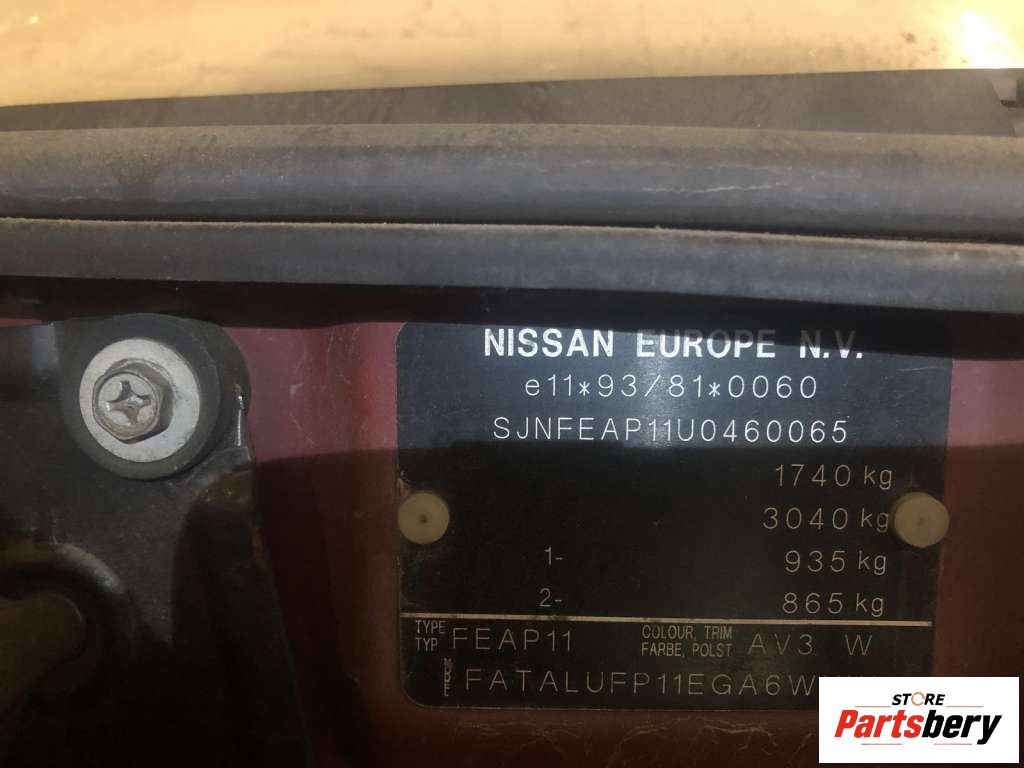 NISSAN EUROPE N.V.
e11*93/81*0060
SJNFEAP11U0460065
1740 kg
3040 kg
1- 935 kg
2- 865 kg
TYPE
TYP FEAP11 COLOUR, TRIM
FARBE, POLST AV3 W
FATALUFP11EGA6W
STORE
Partsbery